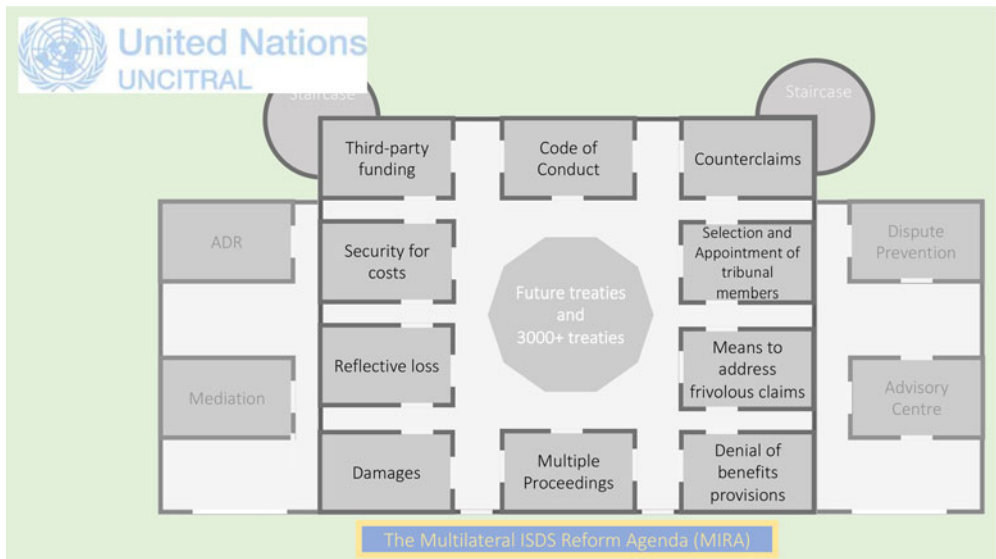 United Nations
UNCITRAL
Staircase
Staircase
Third-party
funding
Code of
Conduct
Counterclaims
ADR
Security for
costs
Selection and
Appointment of
tribunal
members
Dispute
Prevention
Future treaties
and
3000+ treaties
Mediation
Reflective loss
Means to
address
frivolous claims
Advisory
Centre
Damages
Multiple
Proceedings
Denial of
benefits
provisions
The Multilateral ISDS Reform Agenda (MIRA)